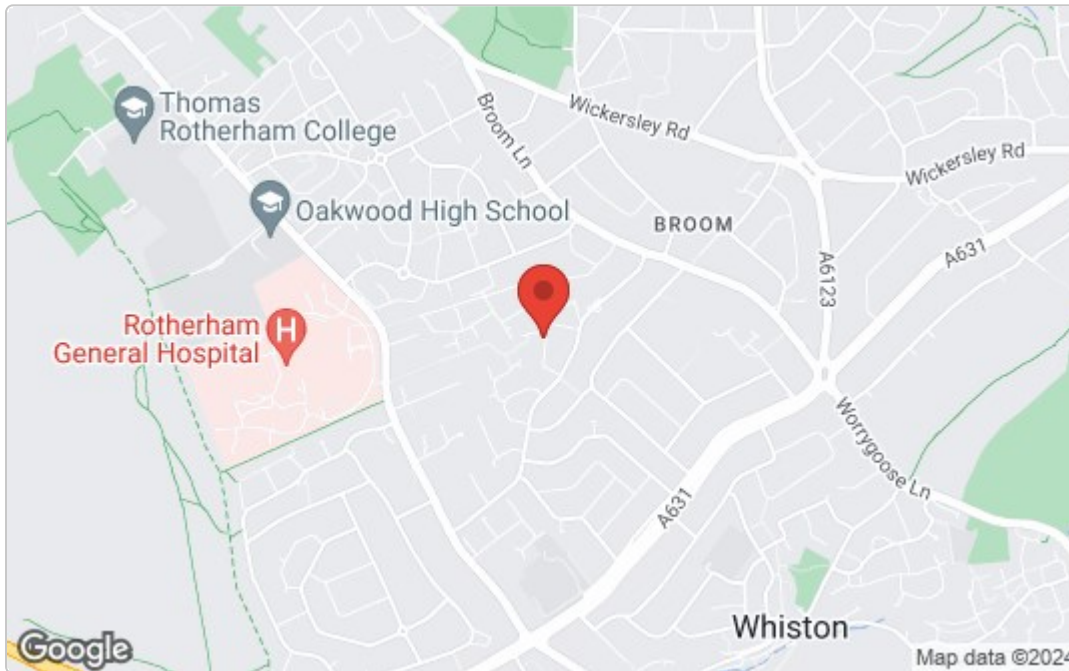 Thomas
Rotherham College
Wickersley Rd
Broom Ln
Wickersley Rd
Oakwood High School
BROOM
A631
A6123
Rotherham
General Hospital
H
Worrygoose Ln
A631
Whiston
Google
Map data ©2024